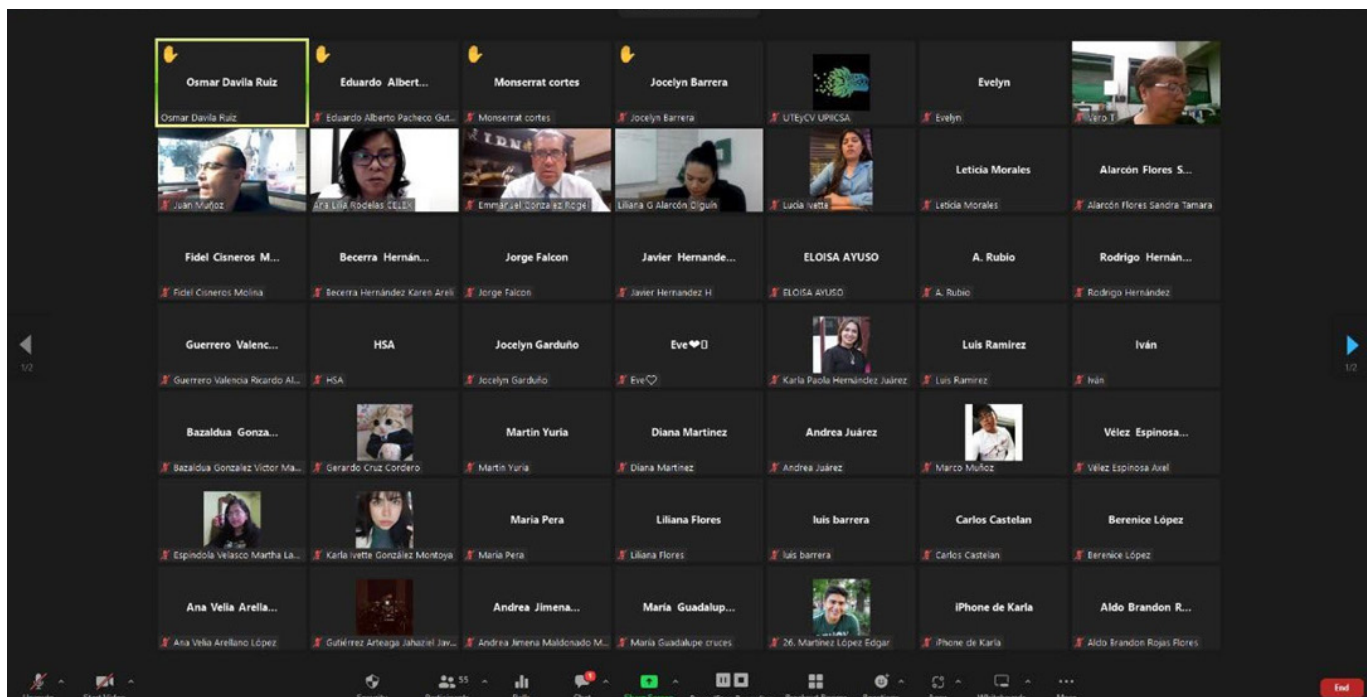 Osmar Davila Ruiz
Osmar Davila Ruiz
Eduardo Albert...
Eduardo Alberto Pacheco Gut...
Monserrat cortes
Monserrat cortes
Jocelyn Barrera
Jocelyn Barrera
UTEyCV UPIICSA
Evelyn
Evelyn
Vero T
Juan Muñoz
Ana Lilia Rodelas CELEX
Emmanuel González Rogel
Liliana G Alarcón Olguín
Lucia Ivette
Leticia Morales
Leticia Morales
Alarcón Flores S...
Alarcón Flores Sandra Tamara
Fidel Cisneros M...
Fidel Cisneros Molina
Becerra Hernán...
Becerra Hernández Karen Areli
Jorge Falcon
Jorge Falcon
Javier Hernande...
Javier Hernandez H
ELOISA AYUSO
ELOISA AYUSO
A. Rubio
A. Rubio
Rodrigo Hernán...
Rodrigo Hernández
Guerrero Valenc...
Guerrero Valencia Ricardo Al...
HSA
HSA
Jocelyn Garduño
Jocelyn Garduño
Eve❤
Eve♡
Karla Paola Hernández Juárez
Luis Ramirez
Luis Ramirez
Iván
Iván
Bazaldua Gonza...
Bazaldua Gonzalez Victor Ma...
Gerardo Cruz Cordero
Martin Yuria
Martin Yuria
Diana Martinez
Diana Martinez
Andrea Juárez
Andrea Juárez
Marco Muñoz
Vélez Espinosa...
Vélez Espinosa Axel
Espindola Velasco Martha La...
Karla Ivette González Montoya
Maria Pera
Maria Pera
Liliana Flores
Liliana Flores
luis barrera
luis barrera
Carlos Castelan
Carlos Castelan
Berenice López
Berenice López
Ana Velia Arella...
Ana Velia Arellano López
Gutiérrez Arteaga Jahaziel Jav...
Andrea Jimena...
Andrea Jimena Maldonado M...
María Guadalup...
María Guadalupe cruces
26. Martínez López Edgar
iPhone de Karla
iPhone de Karla
Aldo Brandon R...
Aldo Brandon Rojas Flores
1/2
1/2
55
1
End